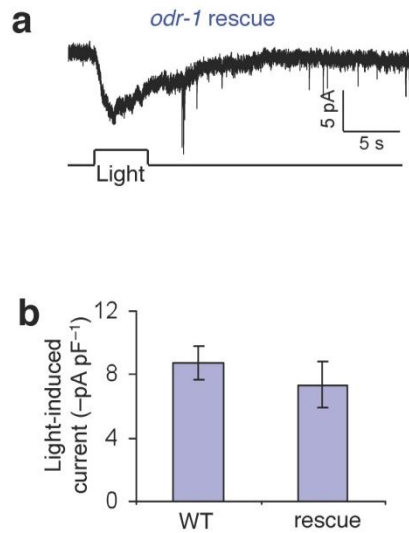 a
odr-1 rescue
5 pA
5 s
Light
b
Light-induced
current (–pA pF⁻¹)
12
8
4
0
WT
rescue